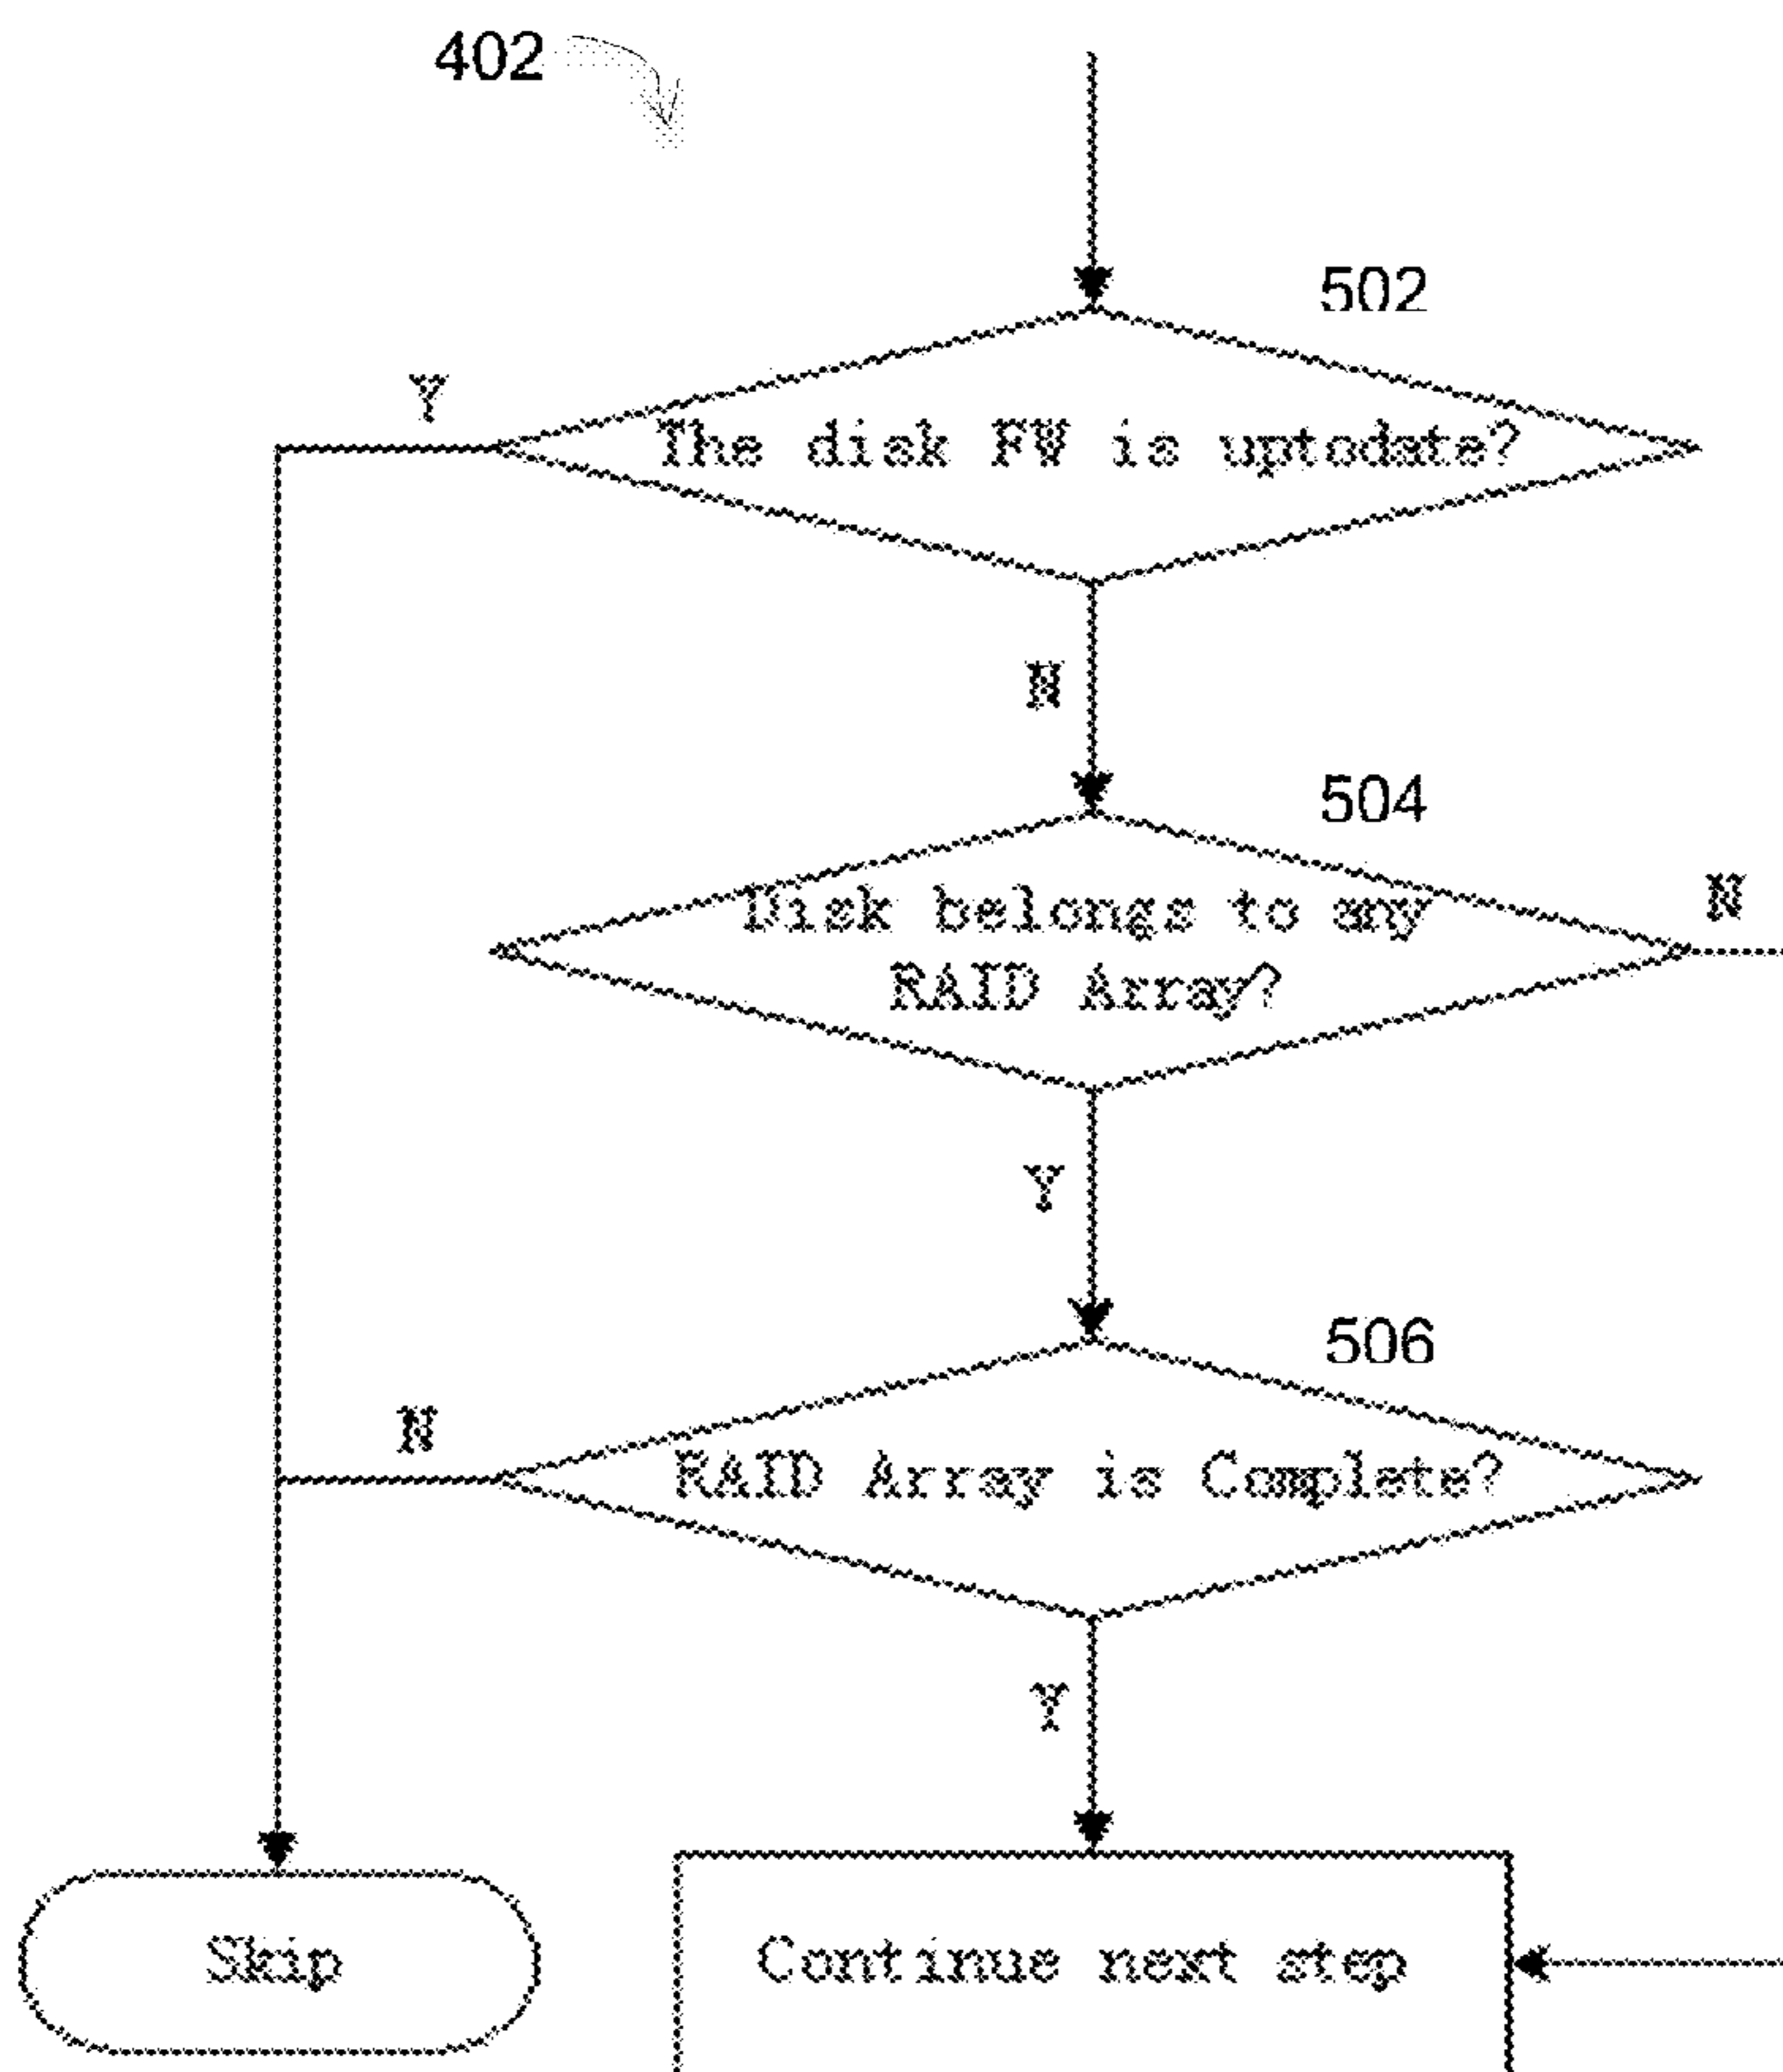 402
502
Y
The disk FW is uptodate?
N
504
Disk belongs to any
RAID Array?
N
Y
506
N
RAID Array is Complete?
Y
Skip
Continue next step